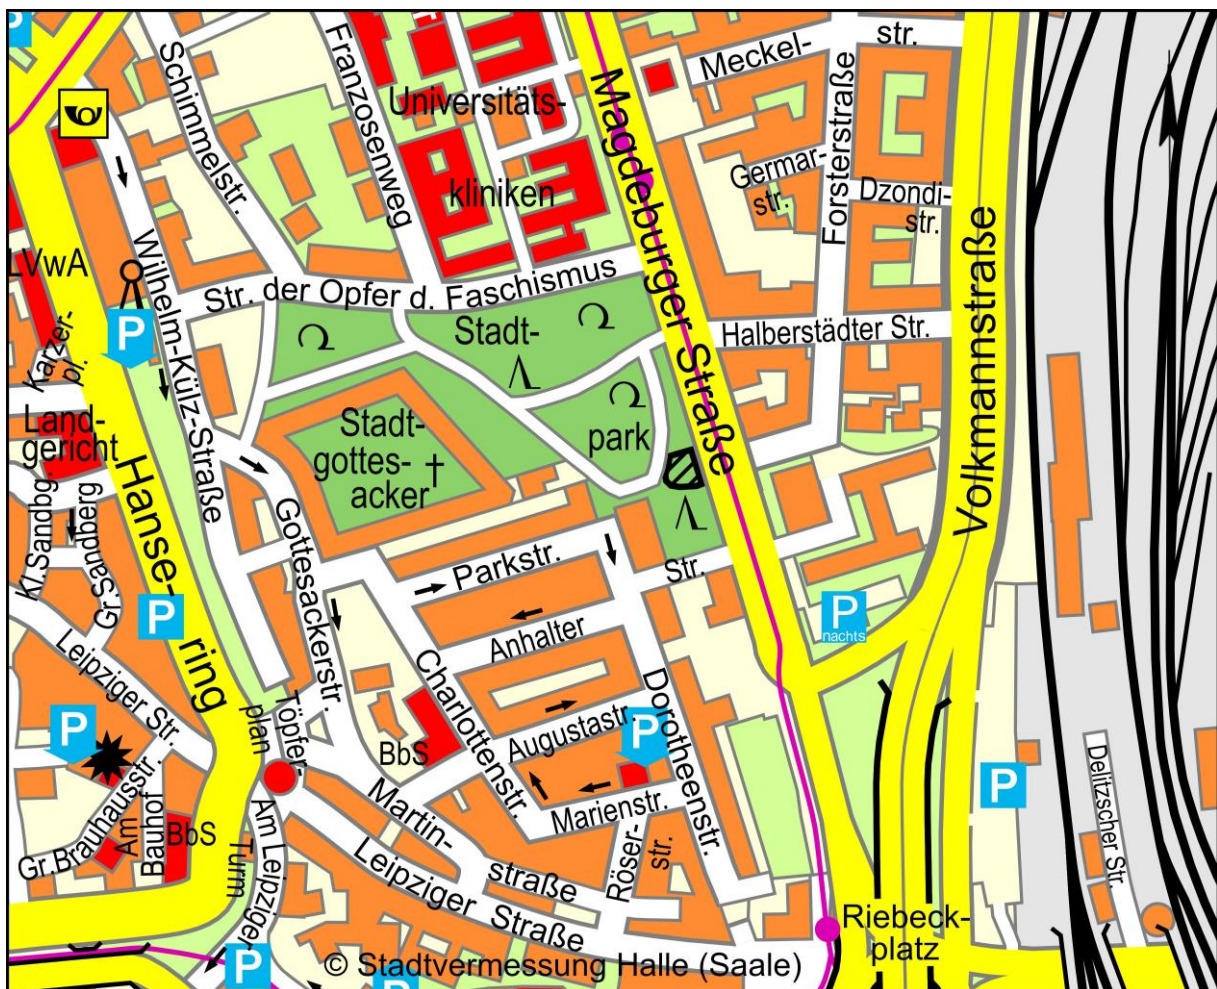 P
Schimmelstr.
Franzosenweg
Universitäts-
kliniken
Magdeburger Straße
Meckel-
str.
Forsterstraße
Germar-
str.
Dzondi-
str.
Volkmannstraße
LVwA
P
Karzer-
pl.
Wilhelm-Külz-Straße
Str. der Opfer d. Faschismus
Halberstädter Str.
Stadt-
park
Stadt-
gottes-
acker
Land-
gericht
Hanse-
ring
Kl.Sandbg.
Gr.Sandberg
Gottesackerstr.
Parkstr.
Anhalter
Str.
P
nachts
P
Leipziger Str.
Töpfer-
plan
Charlottenstr.
Dorotheenstr.
Augustastr.
P
BbS
Marienstr.
Röser-
str.
P
P
Delitzscher Str.
Gr.Brauhausstr.
Am
Bauhof
BbS
Am Leipziger
Turm
Martin-
straße
Leipziger Straße
Riebeck-
platz
P
P
© Stadtvermessung Halle (Saale)